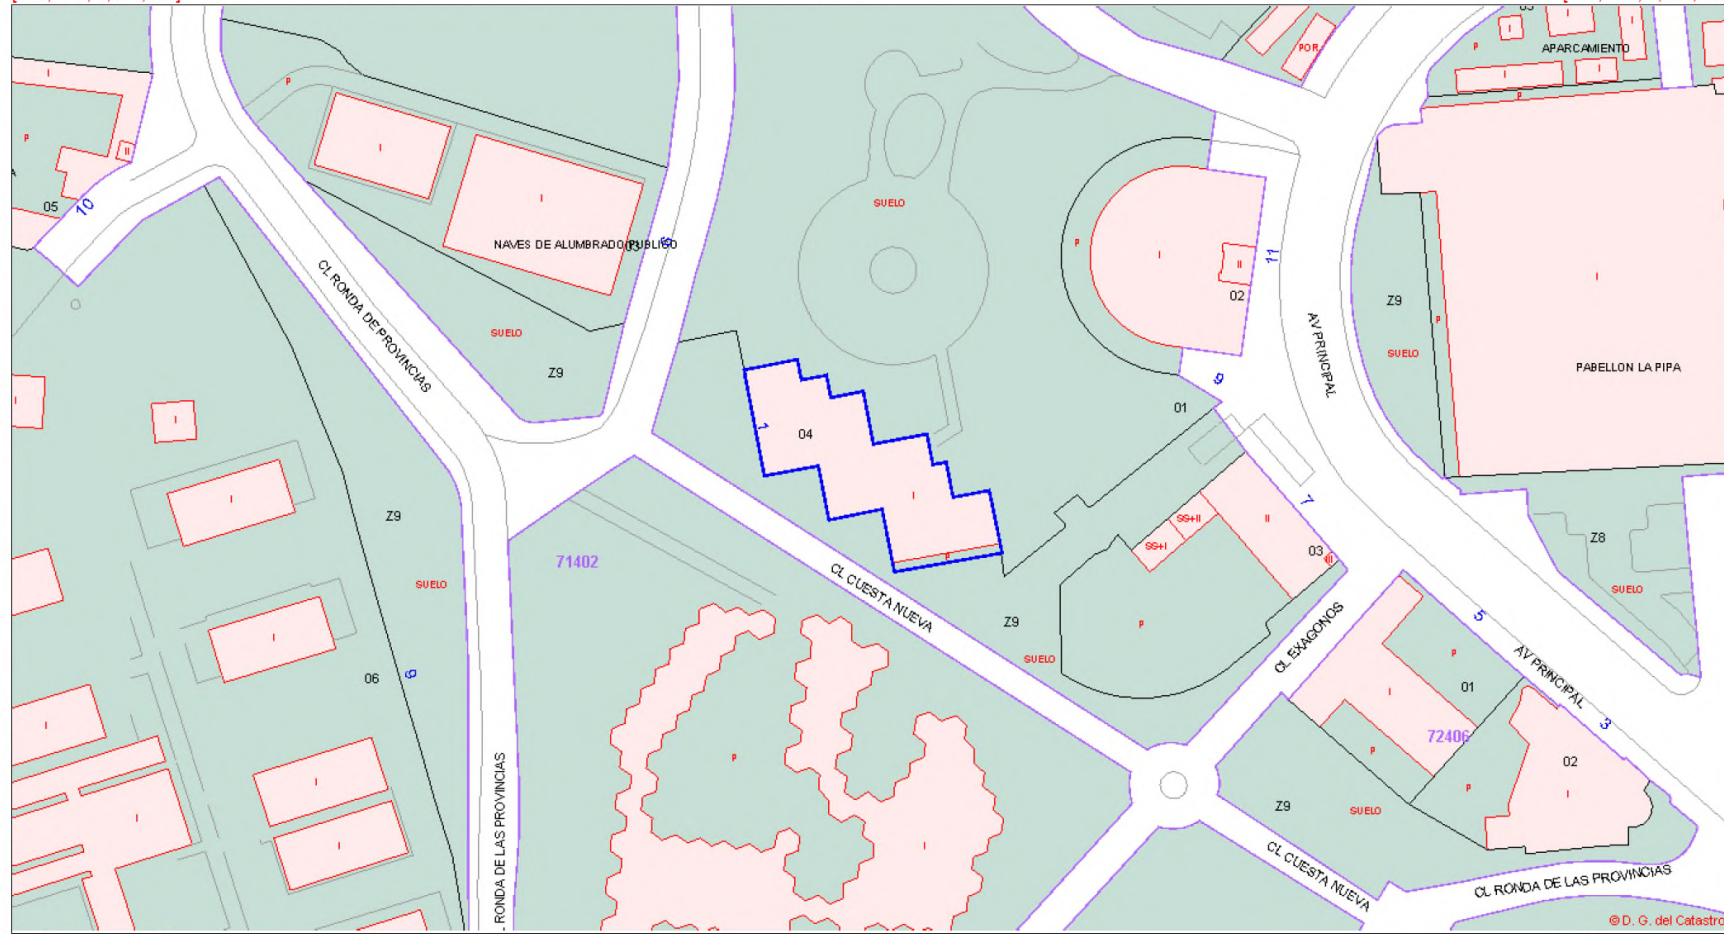 POR
APARCAMIENTO
I
I
I
I
I
P
P
P
I
II
05
10
P
I
I
NAVES DE ALUMBRADO PUBLICO
03
SUELO
Z9
CL RONDA DE PROVINCIAS
SUELO
P
I
II
02
11
9
01
AV PRINCIPAL
Z9
SUELO
P
I
PABELLON LA PIPA
1
04
I
P
I
I
I
Z9
SUELO
71402
CL CUESTA NUEVA
7
II
SS+II
SS+I
03
Z8
SUELO
Z9
SUELO
P
CL EXAGONOS
5
AV PRINCIPAL
3
P
01
I
P
72406
P
02
I
06
9
I
I
I
I
I
P
I
RONDA DE LAS PROVINCIAS
Z9
SUELO
CL CUESTA NUEVA
CL RONDA DE LAS PROVINCIAS
© D. G. del Catastro